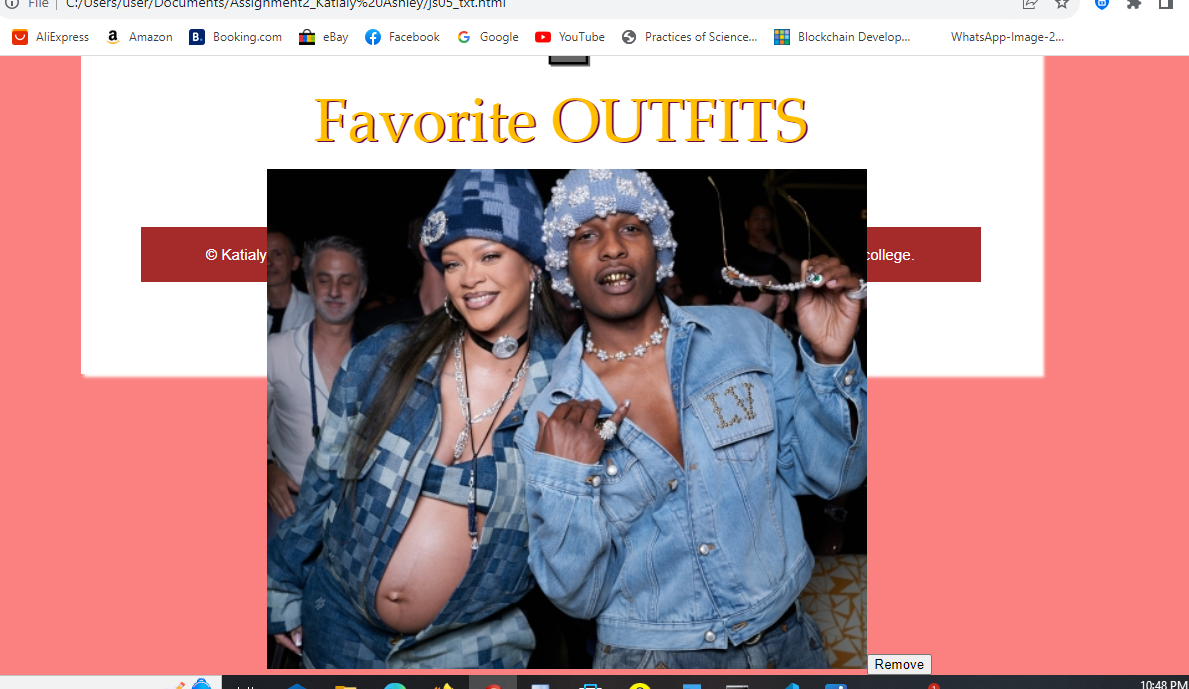 File | C:/Users/user/Documents/Assignment2_Katialy%20Ashley/js05_txt.html
AliExpress Amazon Booking.com eBay Facebook Google YouTube Practices of Science... Blockchain Develop... WhatsApp-Image-2...
Favorite OUTFITS
© Katialy college.
LV
Remove
10:48 PM